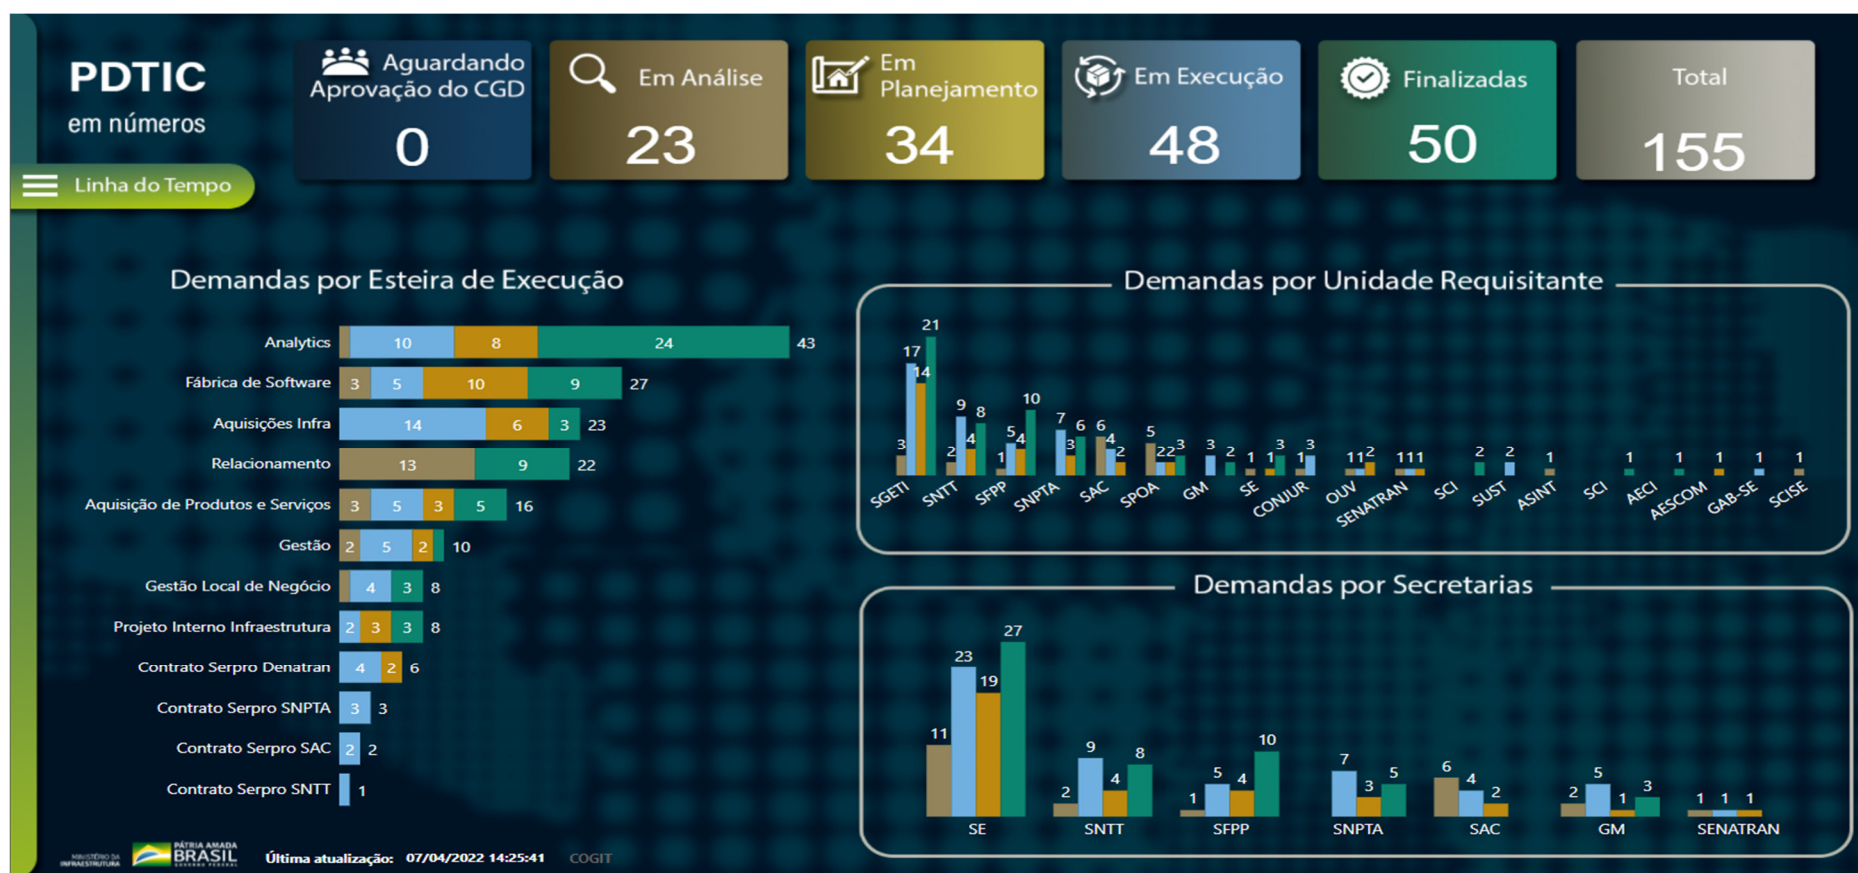 PDTIC
em números
Linha do Tempo
Aguardando
Aprovação do CGD
0
Em Análise
23
Em
Planejamento
34
Em Execução
48
Finalizadas
50
Total
155
Demandas por Esteira de Execução
Analytics 10 8 24 43
Fábrica de Software 3 5 10 9 27
Aquisições Infra 14 6 3 23
Relacionamento 13 9 22
Aquisição de Produtos e Serviços 3 5 3 5 16
Gestão 2 5 2 10
Gestão Local de Negócio 4 3 8
Projeto Interno Infraestrutura 2 3 3 8
Contrato Serpro Denatran 4 2 6
Contrato Serpro SNPTA 3 3
Contrato Serpro SAC 2 2
Contrato Serpro SNTT 1
Demandas por Unidade Requisitante
3 17 14 21 2 9 4 8 1 5 4 10 7 3 6 6 4 2 5 2 2 3 3 2 1 1 3 1 3 1 1 2 1 1 1 2 2 1 1 1 1 1 1
SGETI SNTT SFPP SNPTA SAC SPOA GM SE CONJUR OUV SENATRAN SCI SUST ASINT SCI AECI AESCOM GAB-SE SCISE
Demandas por Secretarias
11 23 19 27 2 9 4 8 1 5 4 10 7 3 5 6 4 2 2 5 1 3 1 1 1
SE SNTT SFPP SNPTA SAC GM SENATRAN
MINISTÉRIO DA
INFRAESTRUTURA
PÁTRIA AMADA
BRASIL
GOVERNO FEDERAL
Última atualização: 07/04/2022 14:25:41 COGIT